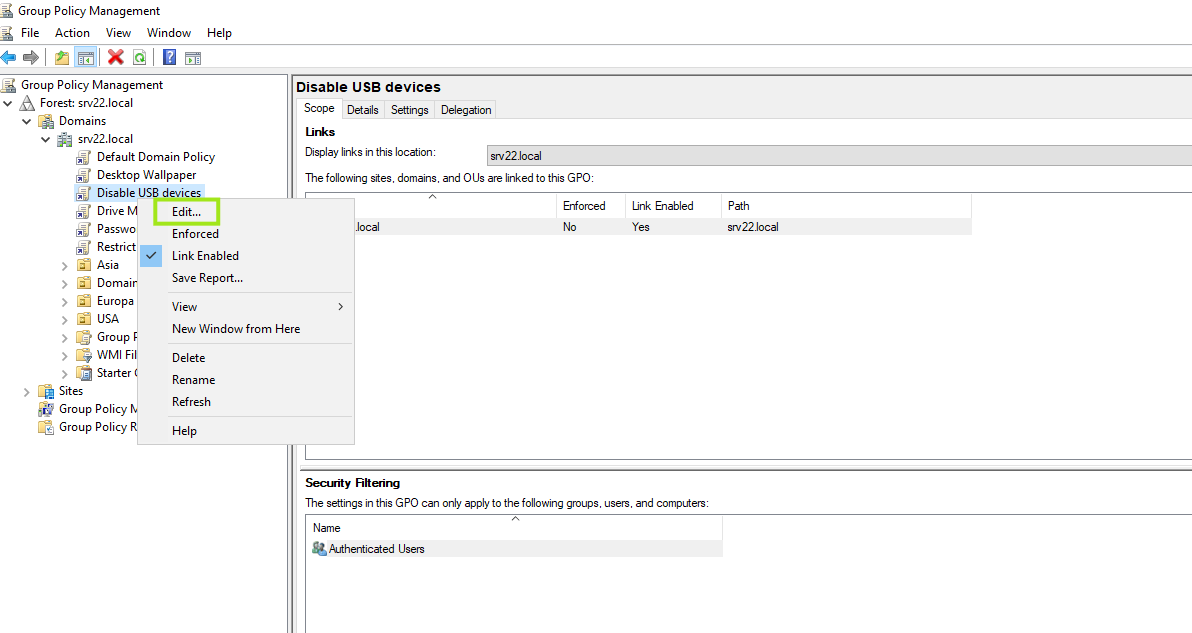 Group Policy Management
File Action View Window Help
Group Policy Management
Forest: srv22.local
Domains
srv22.local
Default Domain Policy
Desktop Wallpaper
Disable USB devices
Drive M
Passwo
Restrict
Asia
Domain
Europa
USA
Group P
WMI Fil
Starter
Sites
Group Policy M
Group Policy R
Edit...
Enforced
Link Enabled
Save Report...
View
New Window from Here
Delete
Rename
Refresh
Help
Disable USB devices
Scope Details Settings Delegation
Links
Display links in this location: srv22.local
The following sites, domains, and OUs are linked to this GPO:
Enforced Link Enabled Path
.local No Yes srv22.local
Security Filtering
The settings in this GPO can only apply to the following groups, users, and computers:
Name
Authenticated Users